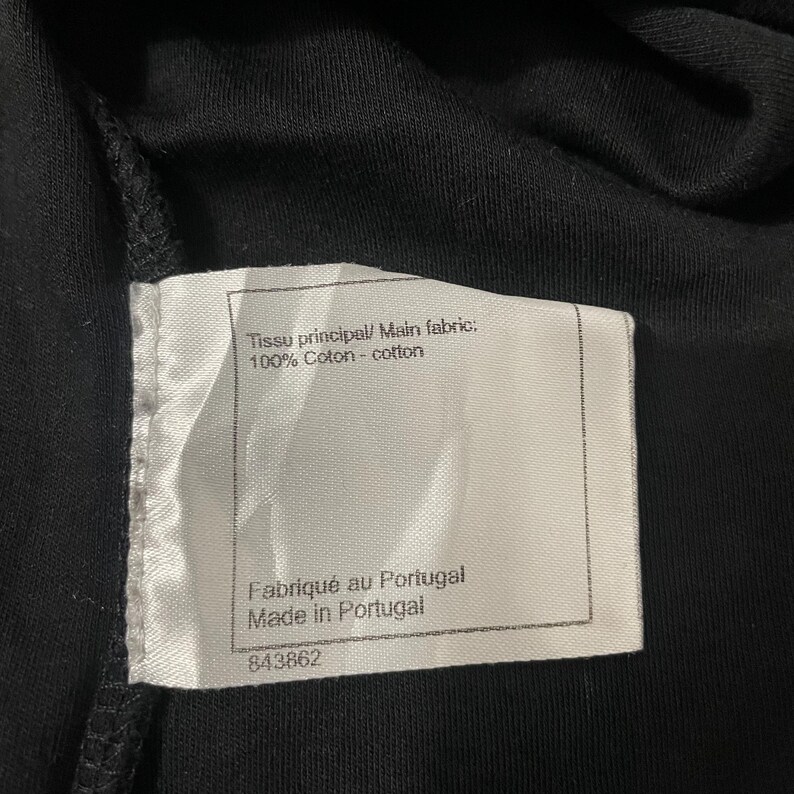 Tissu principal/ Main fabric:
100% Coton - cotton
Fabriqué au Portugal
Made in Portugal
843862